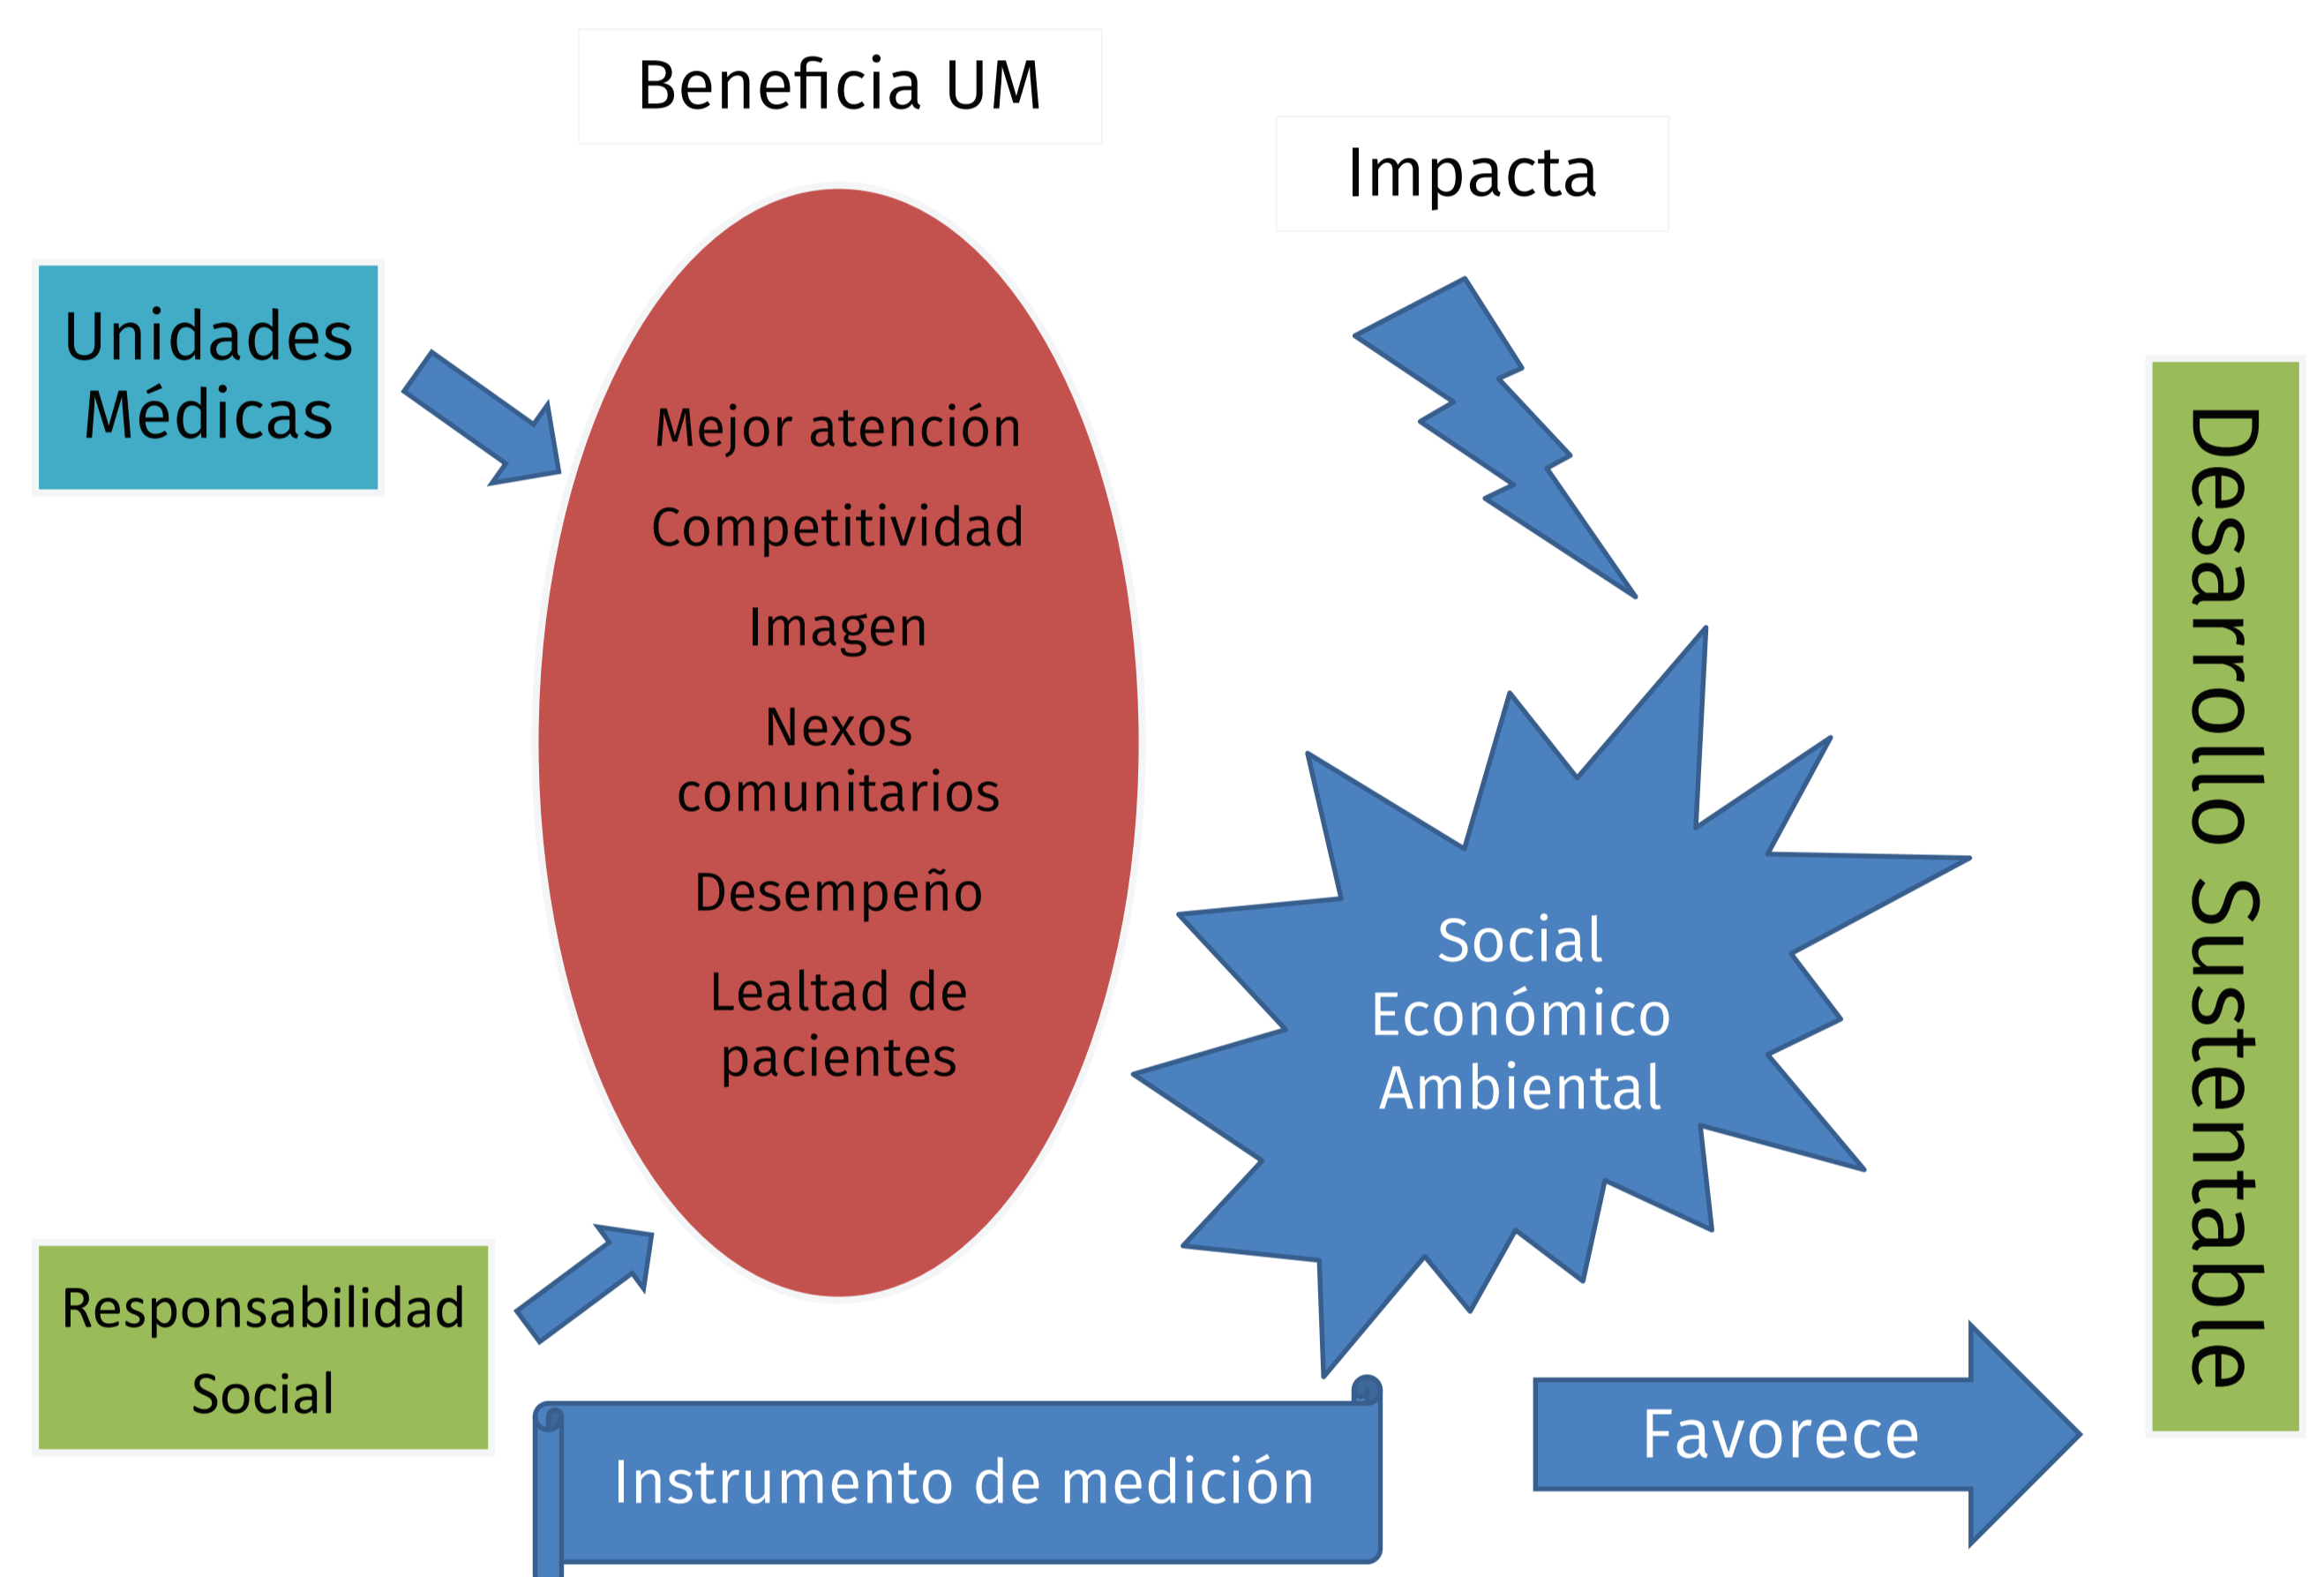 Beneficia UM
Impacta
Unidades
Médicas
Mejor atención
Competitividad
Imagen
Nexos
comunitarios
Desempeño
Lealtad de
pacientes
Social
Económico
Ambiental
Desarrollo Sustentable
Responsabilidad
Social
Instrumento de medición
Favorece